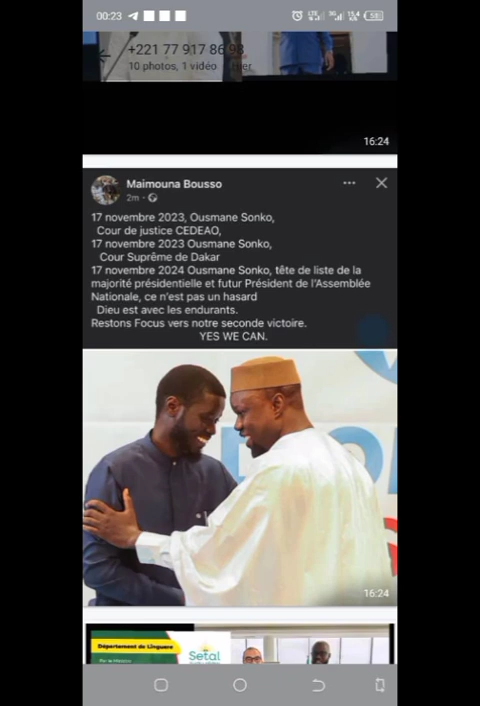 00:23
+221 77 917 86 93
10 photos, 1 vidéo
16:24
Maimouna Bousso
2m
17 novembre 2023, Ousmane Sonko,
Cour de justice CEDEAO,
17 novembre 2023 Ousmane Sonko,
Cour Suprême de Dakar
17 novembre 2024 Ousmane Sonko, tête de liste de la
majorité présidentielle et futur Président de l'Assemblée
Nationale, ce n'est pas un hasard
Dieu est avec les endurants.
Restons Focus vers notre seconde victoire.
YES WE CAN.
16:24
Département de Linguere
Setal